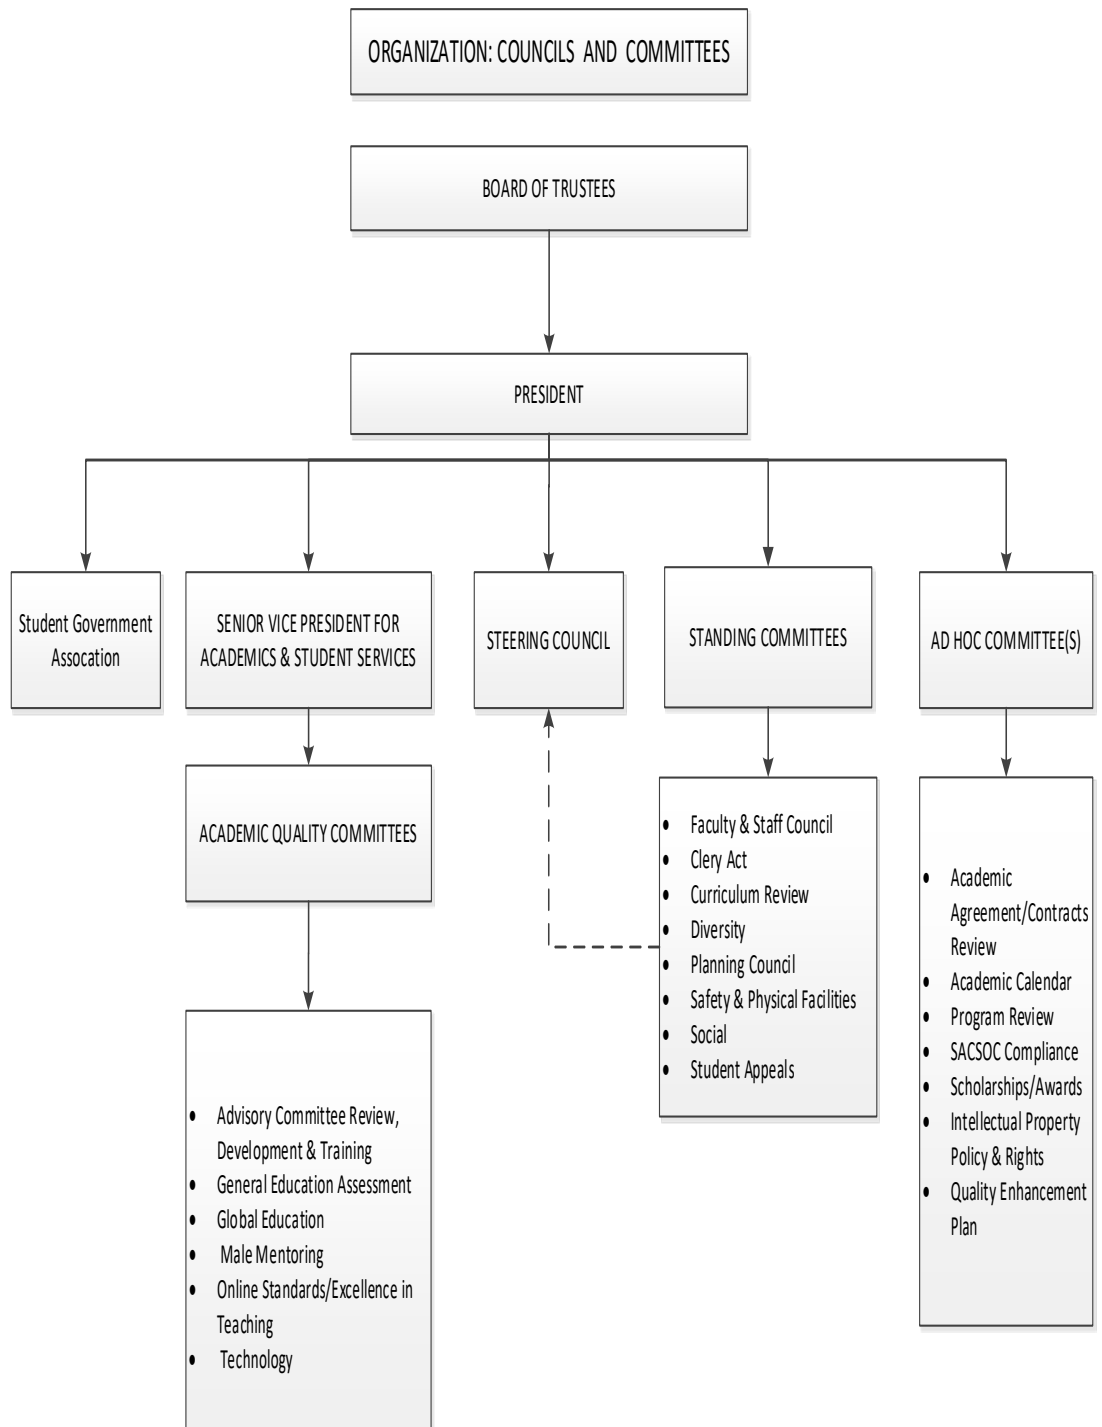 ORGANIZATION: COUNCILS AND COMMITTEES
BOARD OF TRUSTEES
PRESIDENT
Student Government
Assocation
SENIOR VICE PRESIDENT FOR
ACADEMICS & STUDENT SERVICES
STEERING COUNCIL
STANDING COMMITTEES
AD HOC COMMITTEE(S)
ACADEMIC QUALITY COMMITTEES
• Advisory Committee Review,
Development & Training
• General Education Assessment
• Global Education
• Male Mentoring
• Online Standards/Excellence in
Teaching
• Technology
• Faculty & Staff Council
• Clery Act
• Curriculum Review
• Diversity
• Planning Council
• Safety & Physical Facilities
• Social
• Student Appeals
• Academic
Agreement/Contracts
Review
• Academic Calendar
• Program Review
• SACSOC Compliance
• Scholarships/Awards
• Intellectual Property
Policy & Rights
• Quality Enhancement
Plan